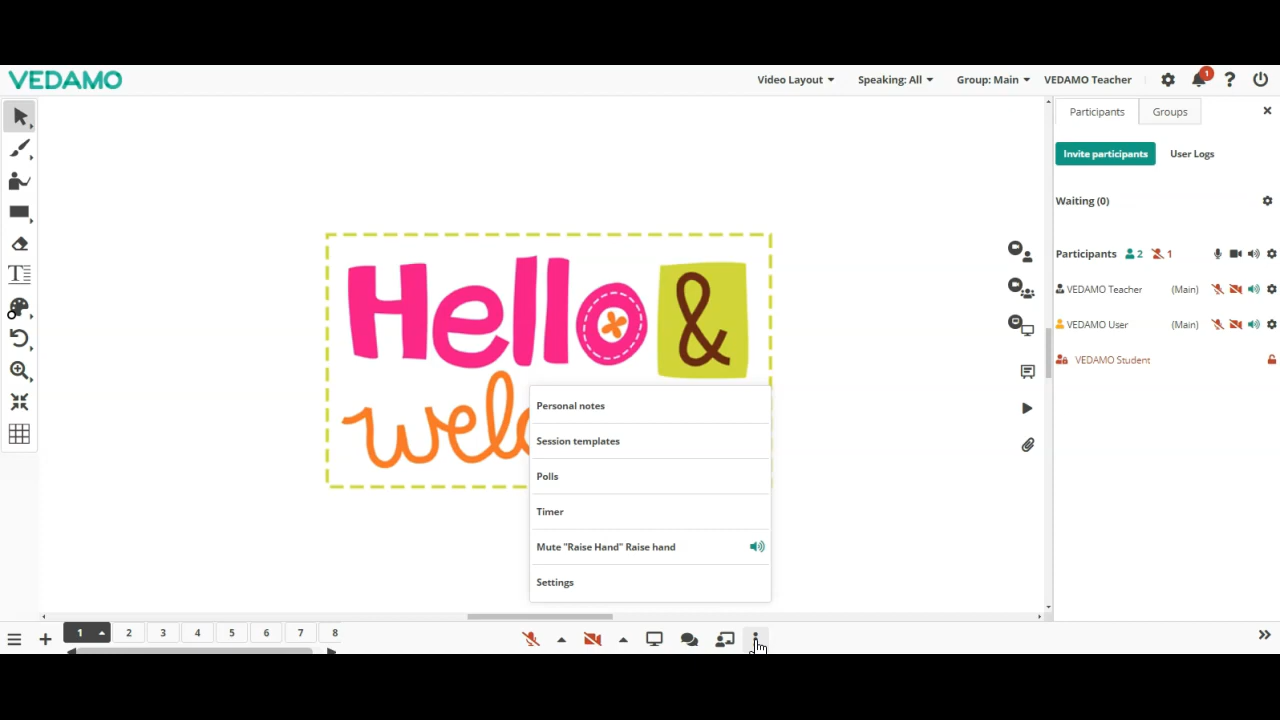 VEDAMO
Video Layout
Speaking: All
Group: Main
VEDAMO Teacher
1
?
Participants
Groups
Invite participants
User Logs
Waiting (0)
Participants 2 1
VEDAMO Teacher (Main)
VEDAMO User (Main)
VEDAMO Student
T
Hello &
Personal notes
Session templates
Polls
Timer
Mute "Raise Hand" Raise hand
Settings
1 2 3 4 5 6 7 8